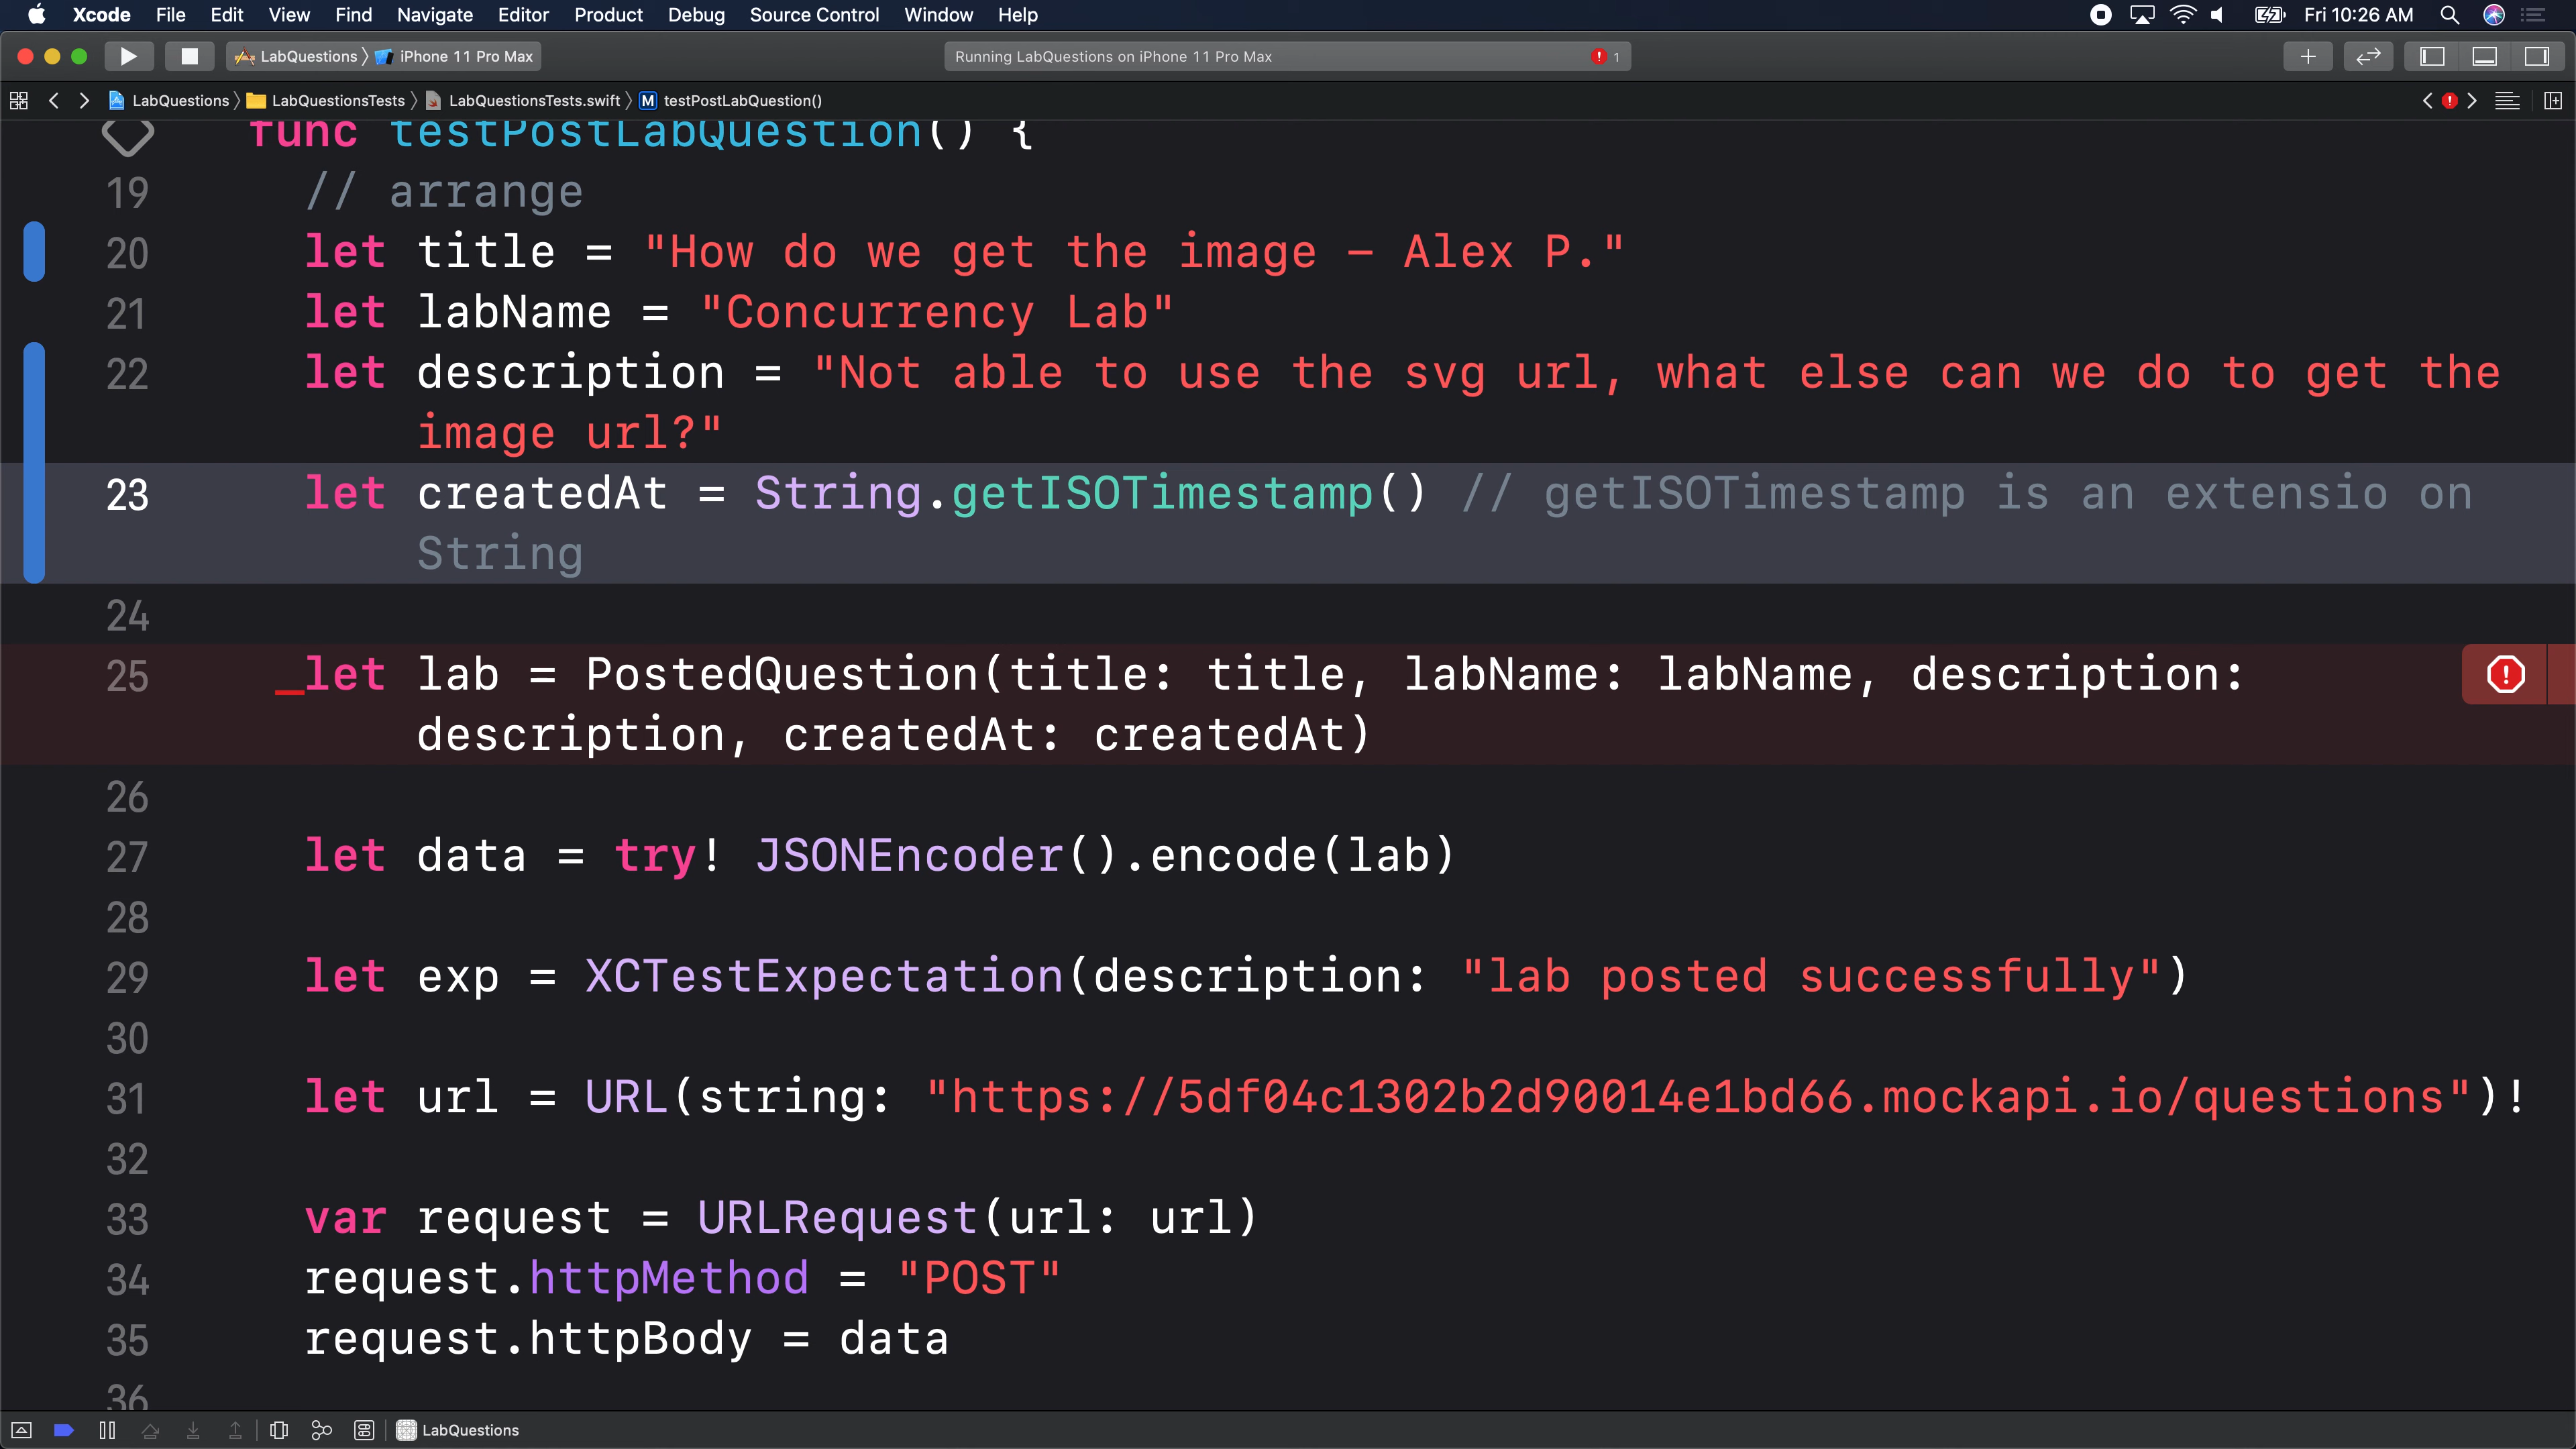 Xcode File Edit View Find Navigate Editor Product Debug Source Control Window Help Fri 10:26 AM
LabQuestions iPhone 11 Pro Max Running LabQuestions on iPhone 11 Pro Max 1
LabQuestions LabQuestionsTests LabQuestionsTests.swift M testPostLabQuestion()
func testPostLabQuestion() {
19 // arrange
20 let title = "How do we get the image – Alex P."
21 let labName = "Concurrency Lab"
22 let description = "Not able to use the svg url, what else can we do to get the
image url?"
23 let createdAt = String.getISOTimestamp() // getISOTimestamp is an extensio on
String
24
25 let lab = PostedQuestion(title: title, labName: labName, description:
description, createdAt: createdAt)
26
27 let data = try! JSONEncoder().encode(lab)
28
29 let exp = XCTestExpectation(description: "lab posted successfully")
30
31 let url = URL(string: "https://5df04c1302b2d90014e1bd66.mockapi.io/questions")!
32
33 var request = URLRequest(url: url)
34 request.httpMethod = "POST"
35 request.httpBody = data
36
LabQuestions